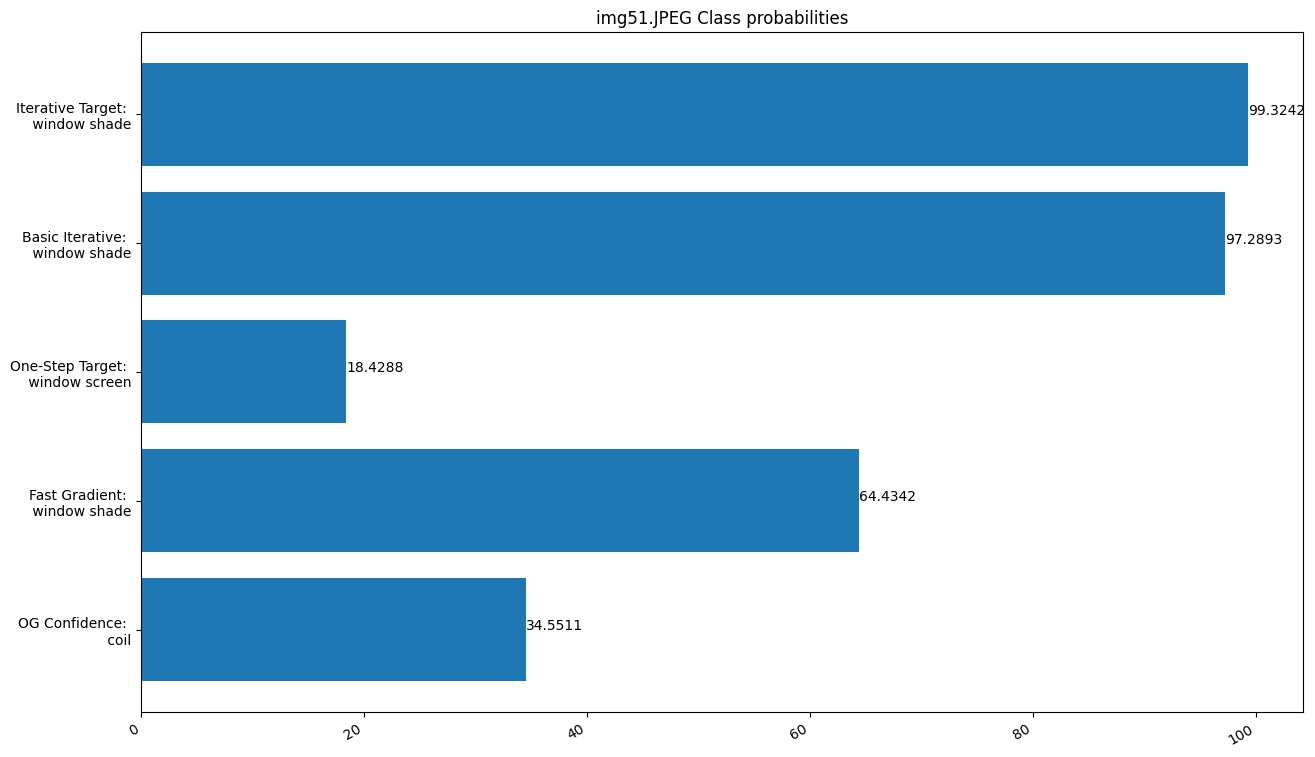 img51.JPEG Class probabilities
Iterative Target:
window shade
99.3242
Basic Iterative:
window shade
97.2893
One-Step Target:
window screen
18.4288
Fast Gradient:
window shade
64.4342
OG Confidence:
coil
34.5511
0
20
40
60
80
100